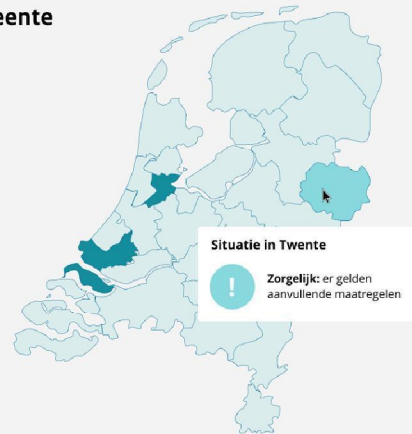 eente
Situatie in Twente
!
Zorgelijk: er gelden
aanvullende maatregelen